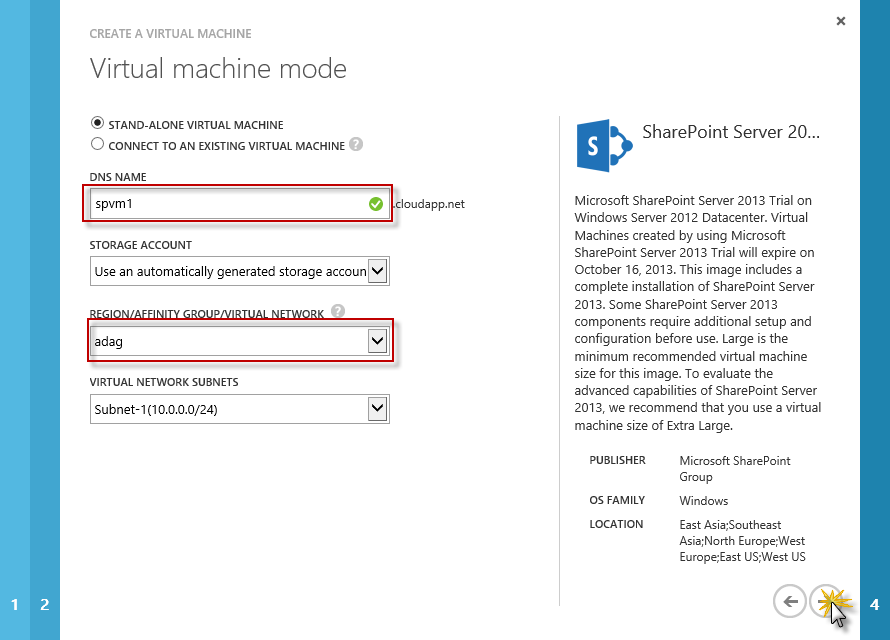 CREATE A VIRTUAL MACHINE
Virtual machine mode
STAND-ALONE VIRTUAL MACHINE
CONNECT TO AN EXISTING VIRTUAL MACHINE ?
DNS NAME
spvm1 .cloudapp.net
STORAGE ACCOUNT
Use an automatically generated storage accoun
REGION/AFFINITY GROUP/VIRTUAL NETWORK ?
adag
VIRTUAL NETWORK SUBNETS
Subnet-1(10.0.0.0/24)
S
SharePoint Server 20...
Microsoft SharePoint Server 2013 Trial on
Windows Server 2012 Datacenter. Virtual
Machines created by using Microsoft
SharePoint Server 2013 Trial will expire on
October 16, 2013. This image includes a
complete installation of SharePoint Server
2013. Some SharePoint Server 2013
components require additional setup and
configuration before use. Large is the
minimum recommended virtual machine
size for this image. To evaluate the
advanced capabilities of SharePoint Server
2013, we recommend that you use a virtual
machine size of Extra Large.
PUBLISHER Microsoft SharePoint
Group
OS FAMILY Windows
LOCATION East Asia;Southeast
Asia;North Europe;West
Europe;East US;West US
1 2 4